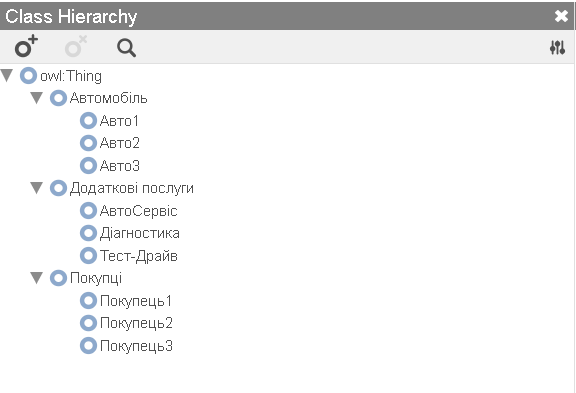 Class Hierarchy
owl:Thing
Автомобіль
Авто1
Авто2
Авто3
Додаткові послуги
АвтоСервіс
Діагностика
Тест-Драйв
Покупці
Покупець1
Покупець2
Покупець3